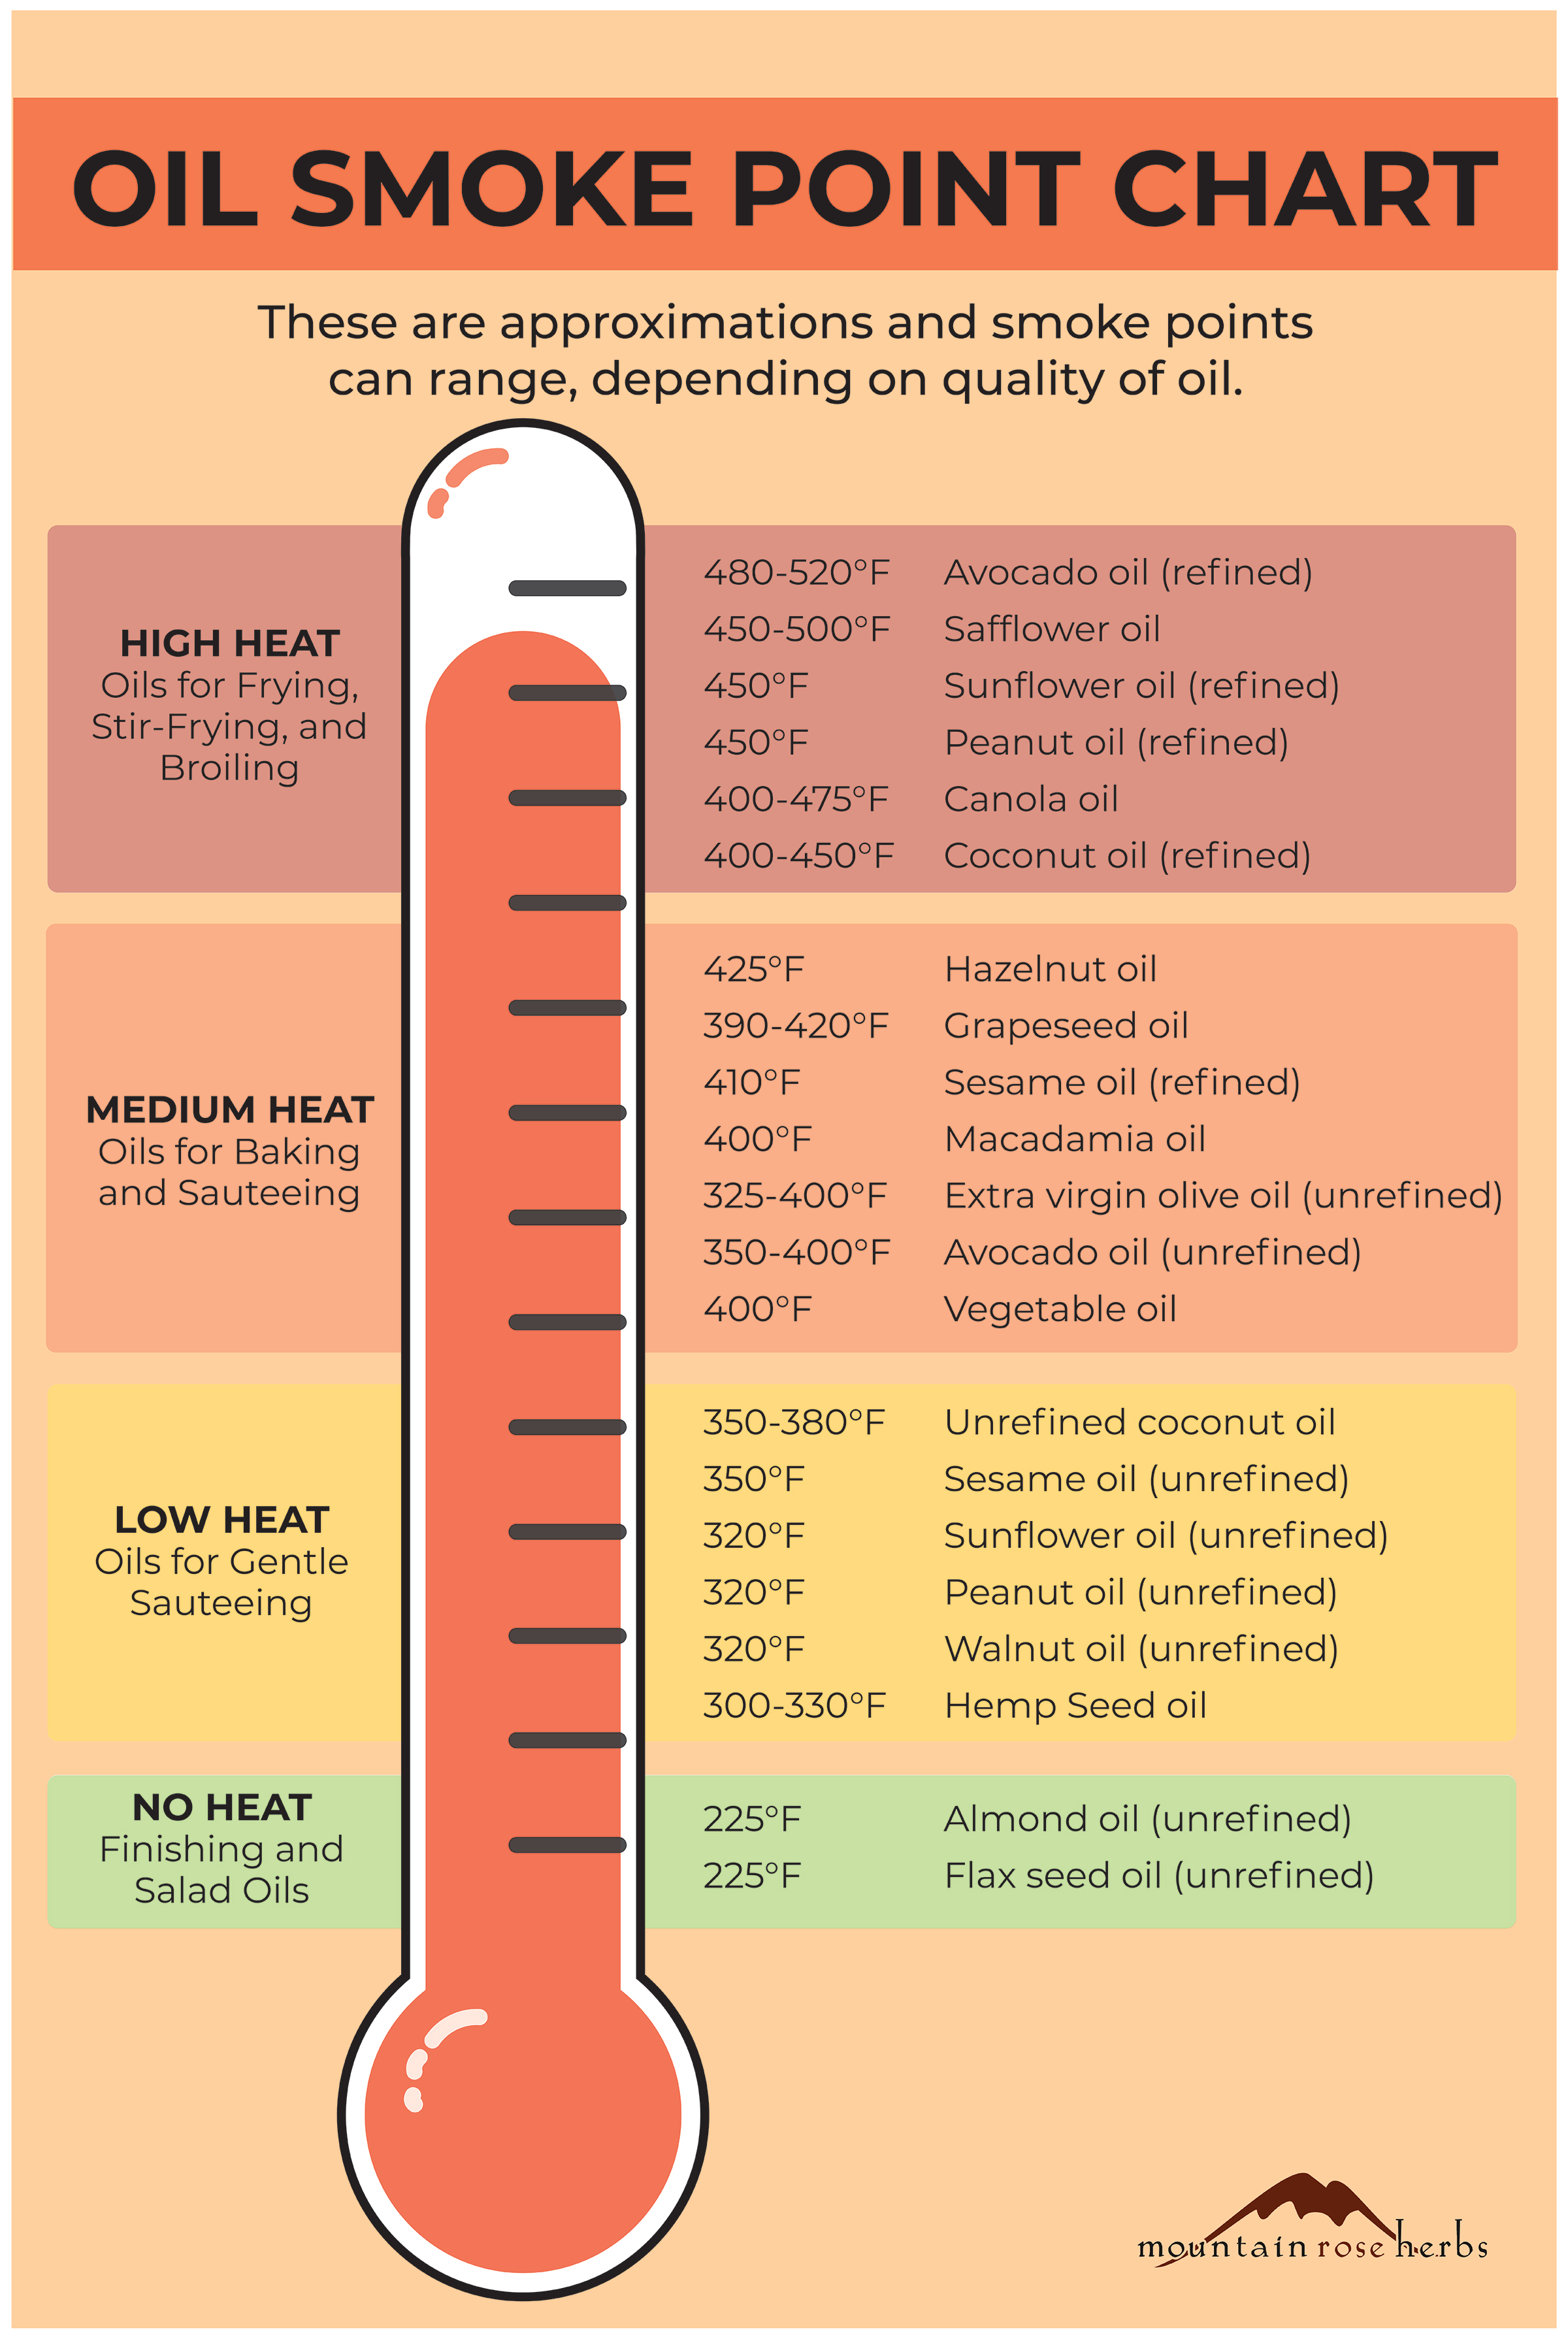 OIL SMOKE POINT CHART
These are approximations and smoke points
can range, depending on quality of oil.
HIGH HEAT
Oils for Frying,
Stir-Frying, and
Broiling
480-520°F Avocado oil (refined)
450-500°F Safflower oil
450°F Sunflower oil (refined)
450°F Peanut oil (refined)
400-475°F Canola oil
400-450°F Coconut oil (refined)
MEDIUM HEAT
Oils for Baking
and Sauteeing
425°F Hazelnut oil
390-420°F Grapeseed oil
410°F Sesame oil (refined)
400°F Macadamia oil
325-400°F Extra virgin olive oil (unrefined)
350-400°F Avocado oil (unrefined)
400°F Vegetable oil
LOW HEAT
Oils for Gentle
Sauteeing
350-380°F Unrefined coconut oil
350°F Sesame oil (unrefined)
320°F Sunflower oil (unrefined)
320°F Peanut oil (unrefined)
320°F Walnut oil (unrefined)
300-330°F Hemp Seed oil
NO HEAT
Finishing and
Salad Oils
225°F Almond oil (unrefined)
225°F Flax seed oil (unrefined)
mountain rose herbs